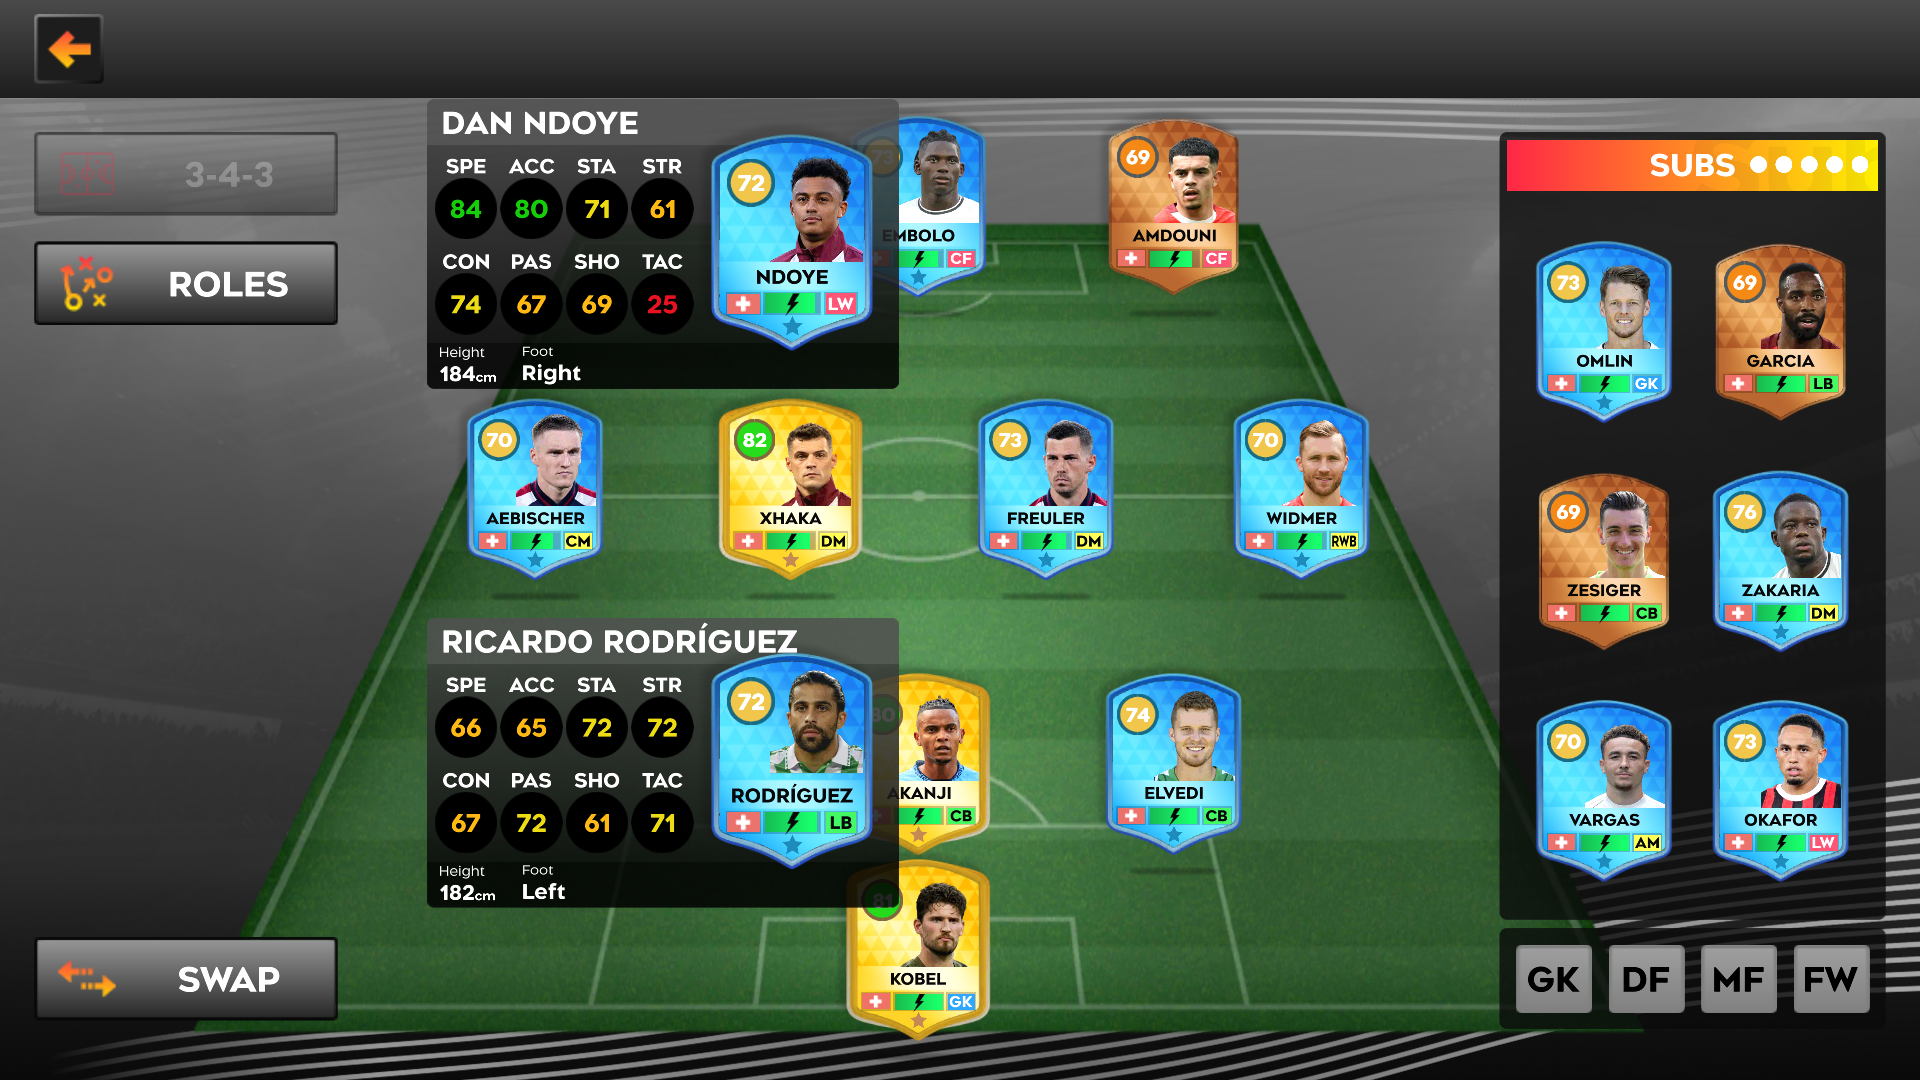 3-4-3
ROLES
SWAP
DAN NDOYE
SPE ACC STA STR
84 80 71 61
CON PAS SHO TAC
74 67 69 25
Height Foot
184cm Right
72
NDOYE
LW
73
EMBOLO
CF
69
AMDOUNI
CF
70
AEBISCHER
CM
82
XHAKA
DM
73
FREULER
DM
70
WIDMER
RWB
RICARDO RODRÍGUEZ
SPE ACC STA STR
66 65 72 72
CON PAS SHO TAC
67 72 61 71
Height Foot
182cm Left
72
RODRÍGUEZ
LB
80
AKANJI
CB
74
ELVEDI
CB
81
KOBEL
GK
SUBS
73
OMLIN
GK
69
GARCIA
LB
69
ZESIGER
CB
76
ZAKARIA
DM
70
VARGAS
AM
73
OKAFOR
LW
GK DF MF FW